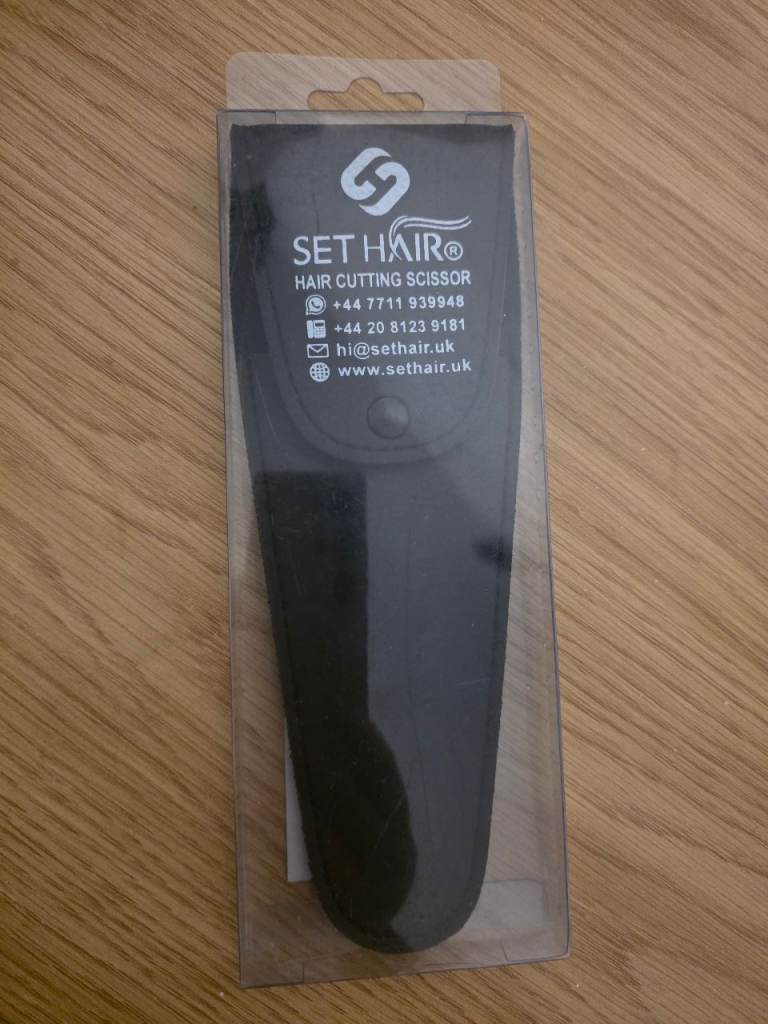 SET HAIR®
HAIR CUTTING SCISSOR
+44 7711 939948
+44 20 8123 9181
hi@sethair.uk
www.sethair.uk